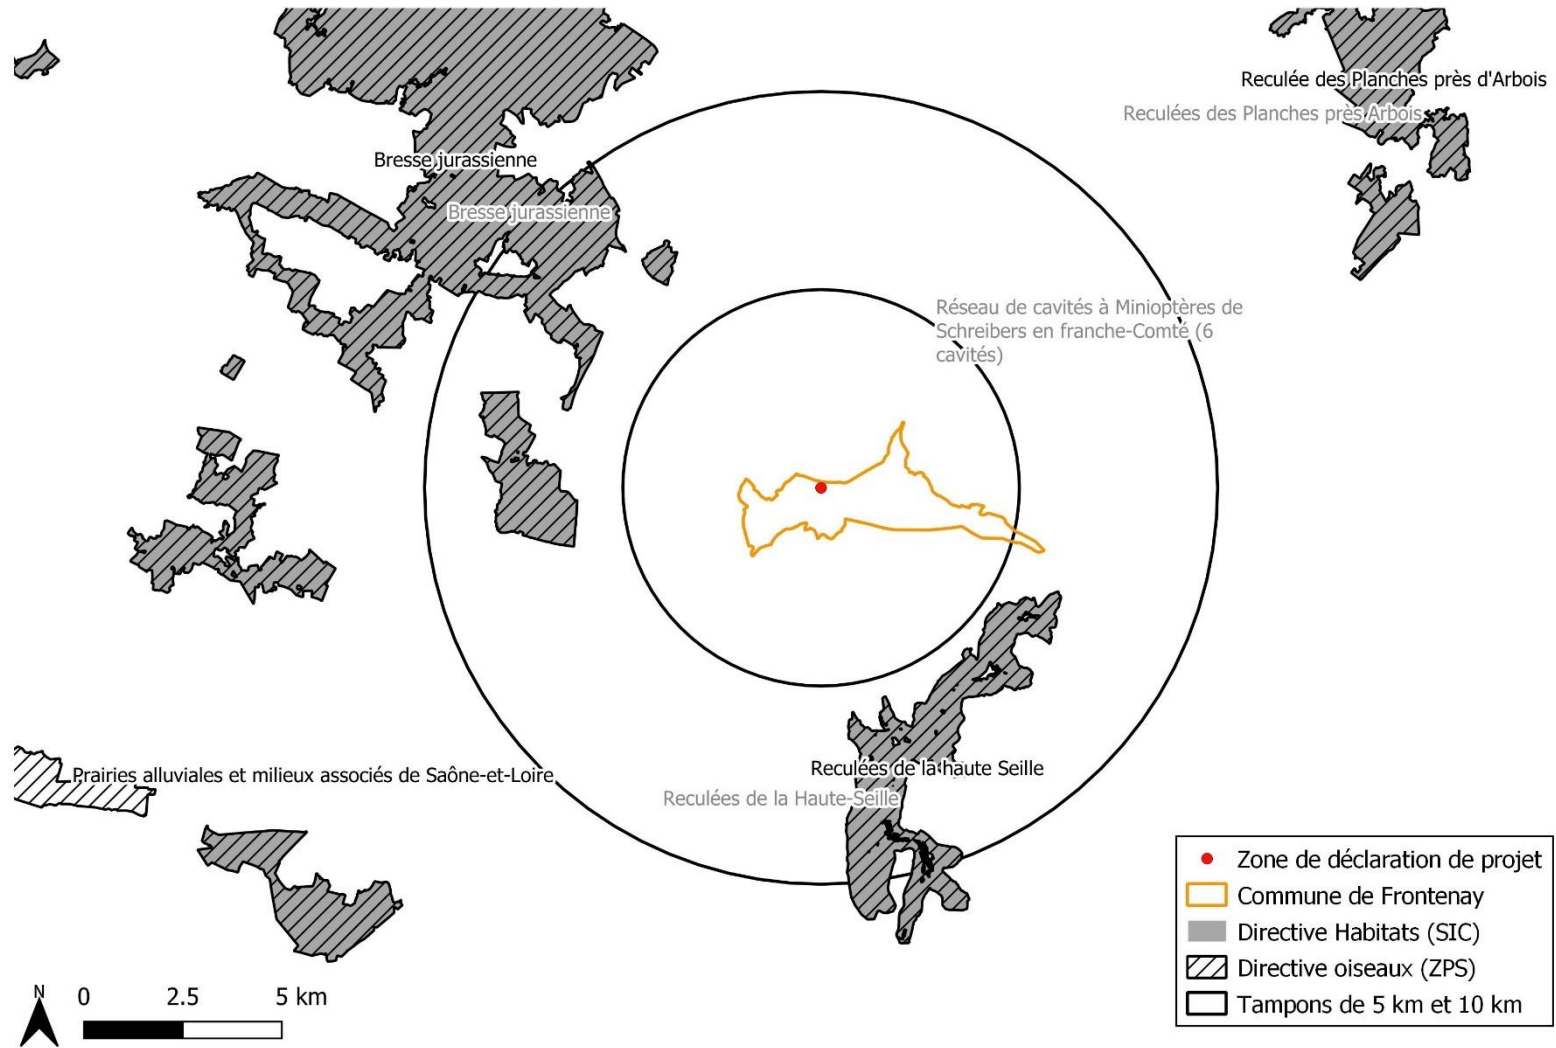 Reculée des Planches près d'Arbois
Reculées des Planches près Arbois
Bresse jurassienne
Bresse jurassienne
Réseau de cavités à Minioptères de
Schreibers en franche-Comté (6
cavités)
Prairies alluviales et milieux associés de Saône-et-Loire
Reculées de la haute Seille
Reculées de la Haute-Seille
Zone de déclaration de projet
Commune de Frontenay
Directive Habitats (SIC)
Directive oiseaux (ZPS)
Tampons de 5 km et 10 km
N
0 2.5 5 km